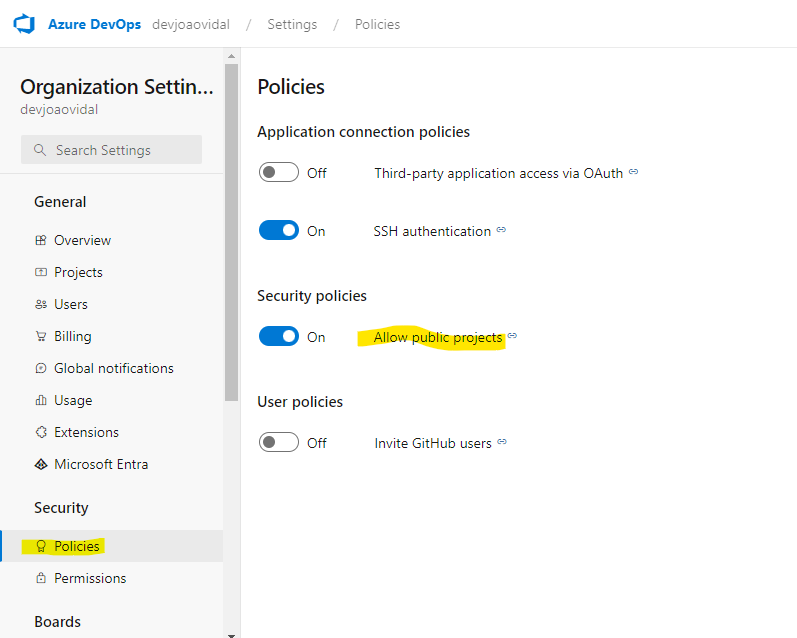 Azure DevOps devjoaovidal / Settings / Policies
Organization Settin...
devjoaovidal
Search Settings
General
Overview
Projects
Users
Billing
Global notifications
Usage
Extensions
Microsoft Entra
Security
Policies
Permissions
Boards
Policies
Application connection policies
Off Third-party application access via OAuth
On SSH authentication
Security policies
On Allow public projects
User policies
Off Invite GitHub users